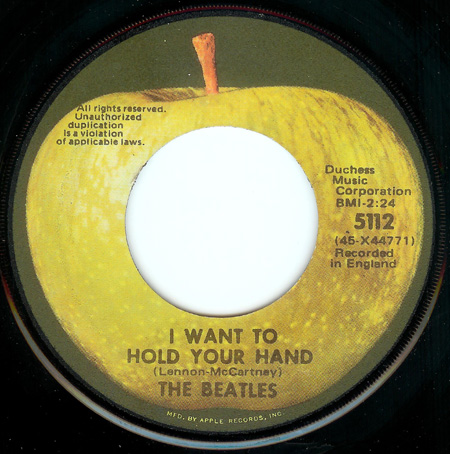 All rights reserved.
Unauthorized
duplication
is a violation
of applicable laws.
Duchess
Music
Corporation
BMI-2:24
5112
(45-X44771)
Recorded
in England
I WANT TO
HOLD YOUR HAND
(Lennon-McCartney)
THE BEATLES
MFD. BY APPLE RECORDS, INC.